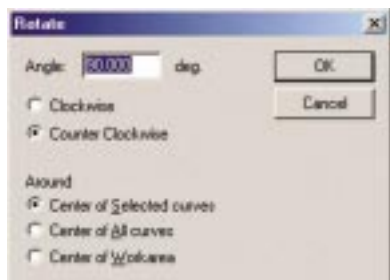 Rotate
Angle: 90.000 deg.
OK
Clockwise
Cancel
Counter Clockwise
Around
Center of Selected curves
Center of All curves
Center of Workarea